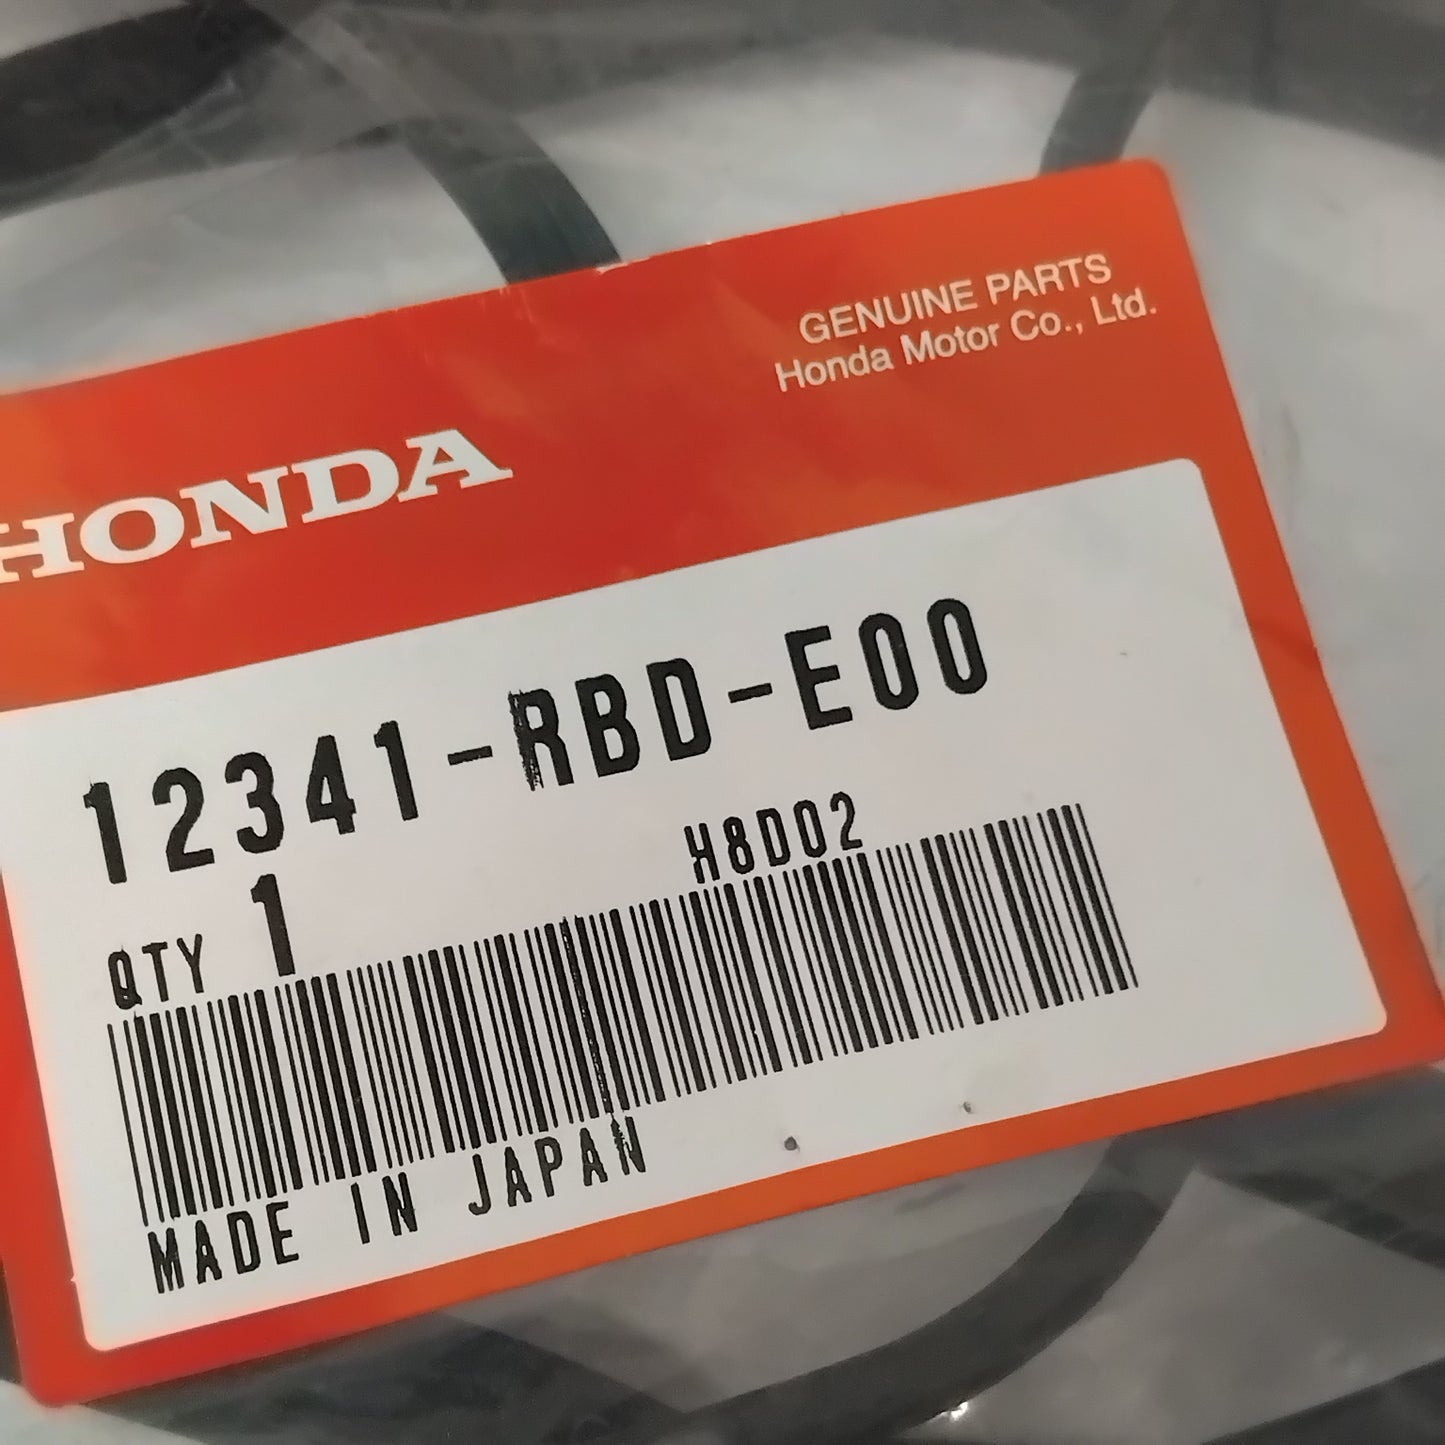 GENUINE PARTS
Honda Motor Co., Ltd.
HONDA
12341-RBD-E00
H8D02
QTY 1
MADE IN JAPAN